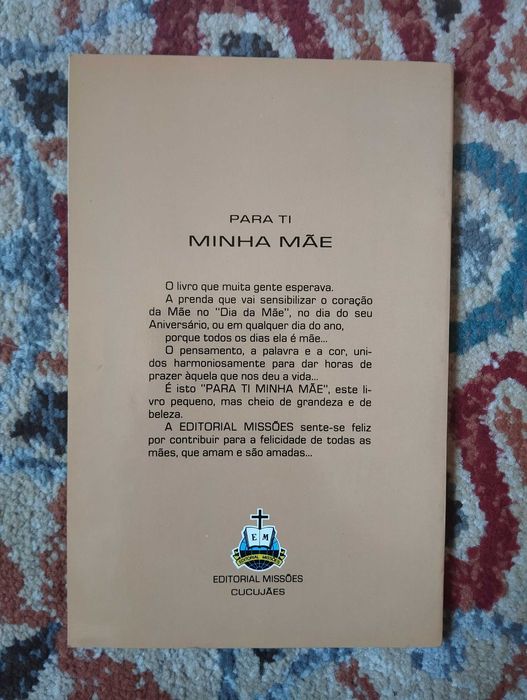 PARA TI
MINHA MÃE
O livro que muita gente esperava.
A prenda que vai sensibilizar o coração
da Mãe no "Dia da Mãe", no dia do seu
Aniversário, ou em qualquer dia do ano,
porque todos os dias ela é mãe...
O pensamento, a palavra e a cor, uni-
dos harmoniosamente para dar horas de
prazer àquela que nos deu a vida...
É isto "PARA TI MINHA MÃE", este li-
vro pequeno, mas cheio de grandeza e de
beleza.
A EDITORIAL MISSÕES sente-se feliz
por contribuir para a felicidade de todas as
mães, que amam e são amadas...
E M
EDITORIAL MISSÕES
EDITORIAL MISSÕES
CUCUJÃES